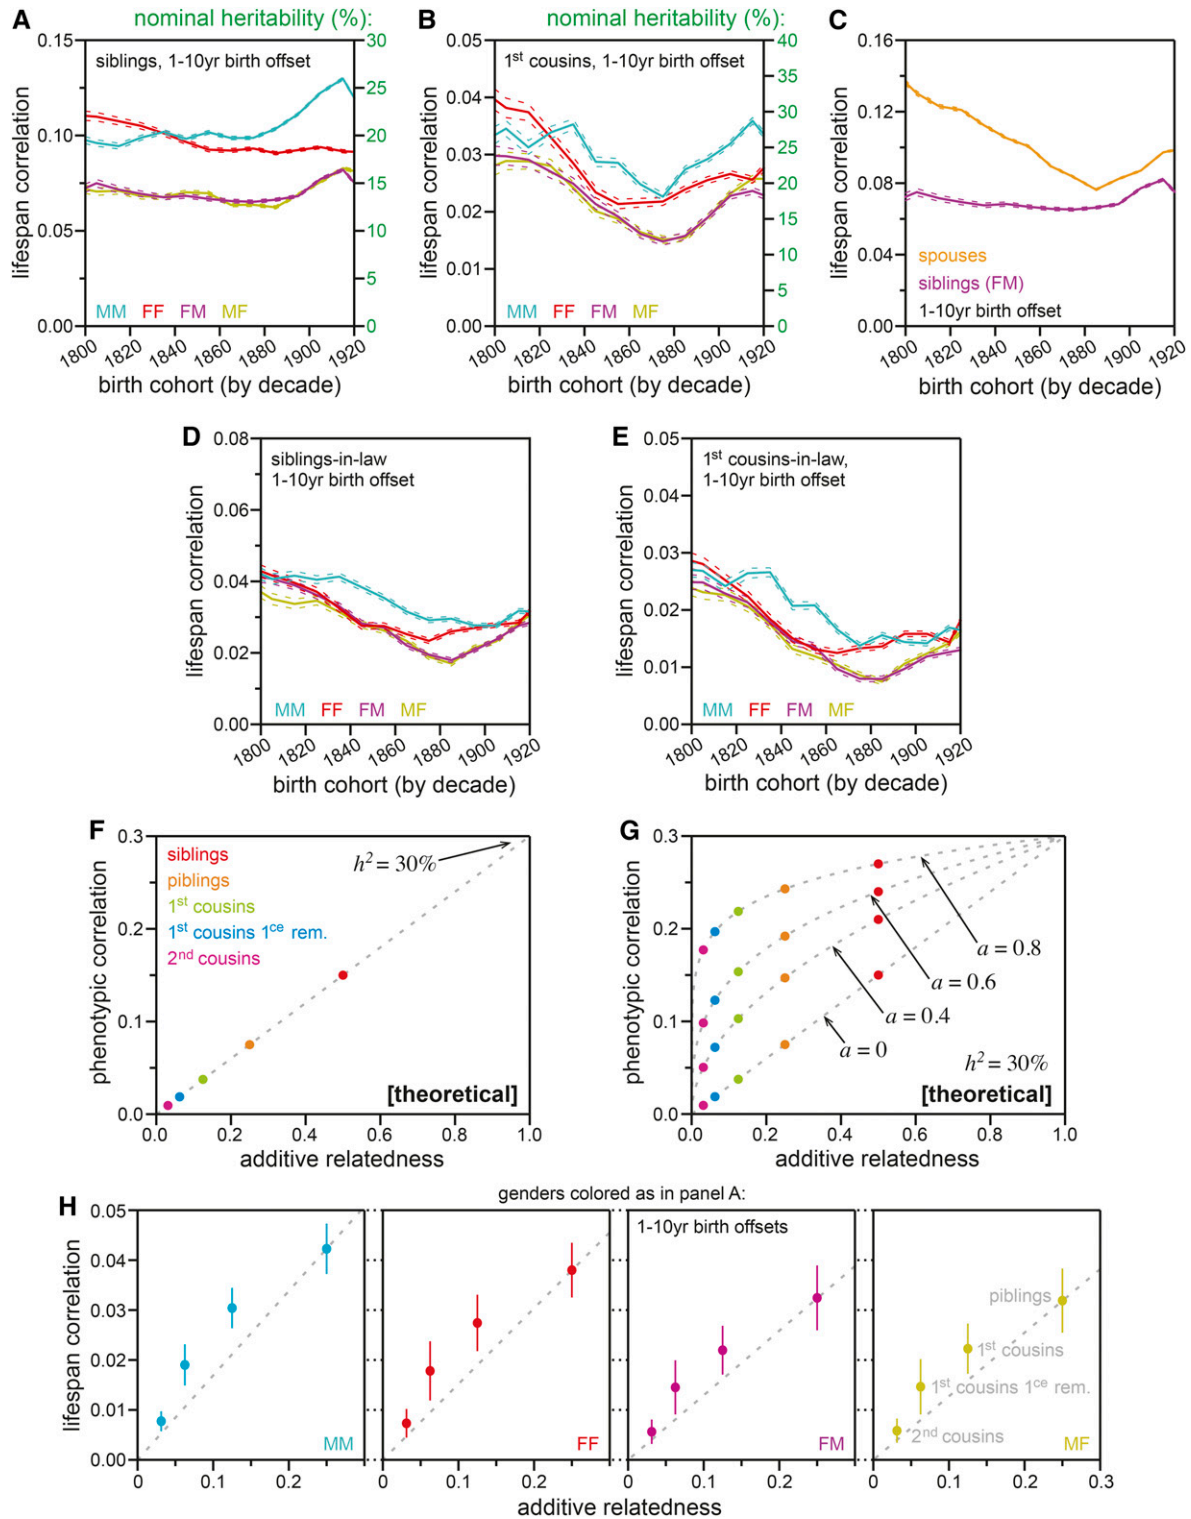 A
nominal heritability (%):
siblings, 1-10yr birth offset
lifespan correlation
0.15
0.10
0.05
0.00
30
25
20
15
10
5
0
MM FF FM MF
1800 1820 1840 1860 1880 1900 1920
birth cohort (by decade)
B
nominal heritability (%):
1st cousins, 1-10yr birth offset
lifespan correlation
0.05
0.04
0.03
0.02
0.01
0.00
40
35
30
25
20
15
10
5
0
MM FF FM MF
1800 1820 1840 1860 1880 1900 1920
birth cohort (by decade)
C
lifespan correlation
0.16
0.12
0.08
0.04
0.00
spouses
siblings (FM)
1-10yr birth offset
1800 1820 1840 1860 1880 1900 1920
birth cohort (by decade)
D
siblings-in-law
1-10yr birth offset
lifespan correlation
0.08
0.06
0.04
0.02
0.00
MM FF FM MF
1800 1820 1840 1860 1880 1900 1920
birth cohort (by decade)
E
1st cousins-in-law,
1-10yr birth offset
lifespan correlation
0.05
0.04
0.03
0.02
0.01
0.00
MM FF FM MF
1800 1820 1840 1860 1880 1900 1920
birth cohort (by decade)
F
phenotypic correlation
0.3
0.2
0.1
0.0
siblings
piblings
1st cousins
1st cousins 1ce rem.
2nd cousins
h2 = 30%
[theoretical]
0.0 0.2 0.4 0.6 0.8 1.0
additive relatedness
G
phenotypic correlation
0.3
0.2
0.1
0.0
a = 0.8
a = 0.6
a = 0.4
a = 0
h2 = 30%
[theoretical]
0.0 0.2 0.4 0.6 0.8 1.0
additive relatedness
H
genders colored as in panel A:
lifespan correlation
0.05
0.04
0.03
0.02
0.01
0.00
MM
0 0.1 0.2
FF
0 0.1 0.2
1-10yr birth offsets
FM
0 0.1 0.2
piblings
1st cousins
1st cousins 1ce rem.
2nd cousins
MF
0 0.1 0.2 0.3
additive relatedness